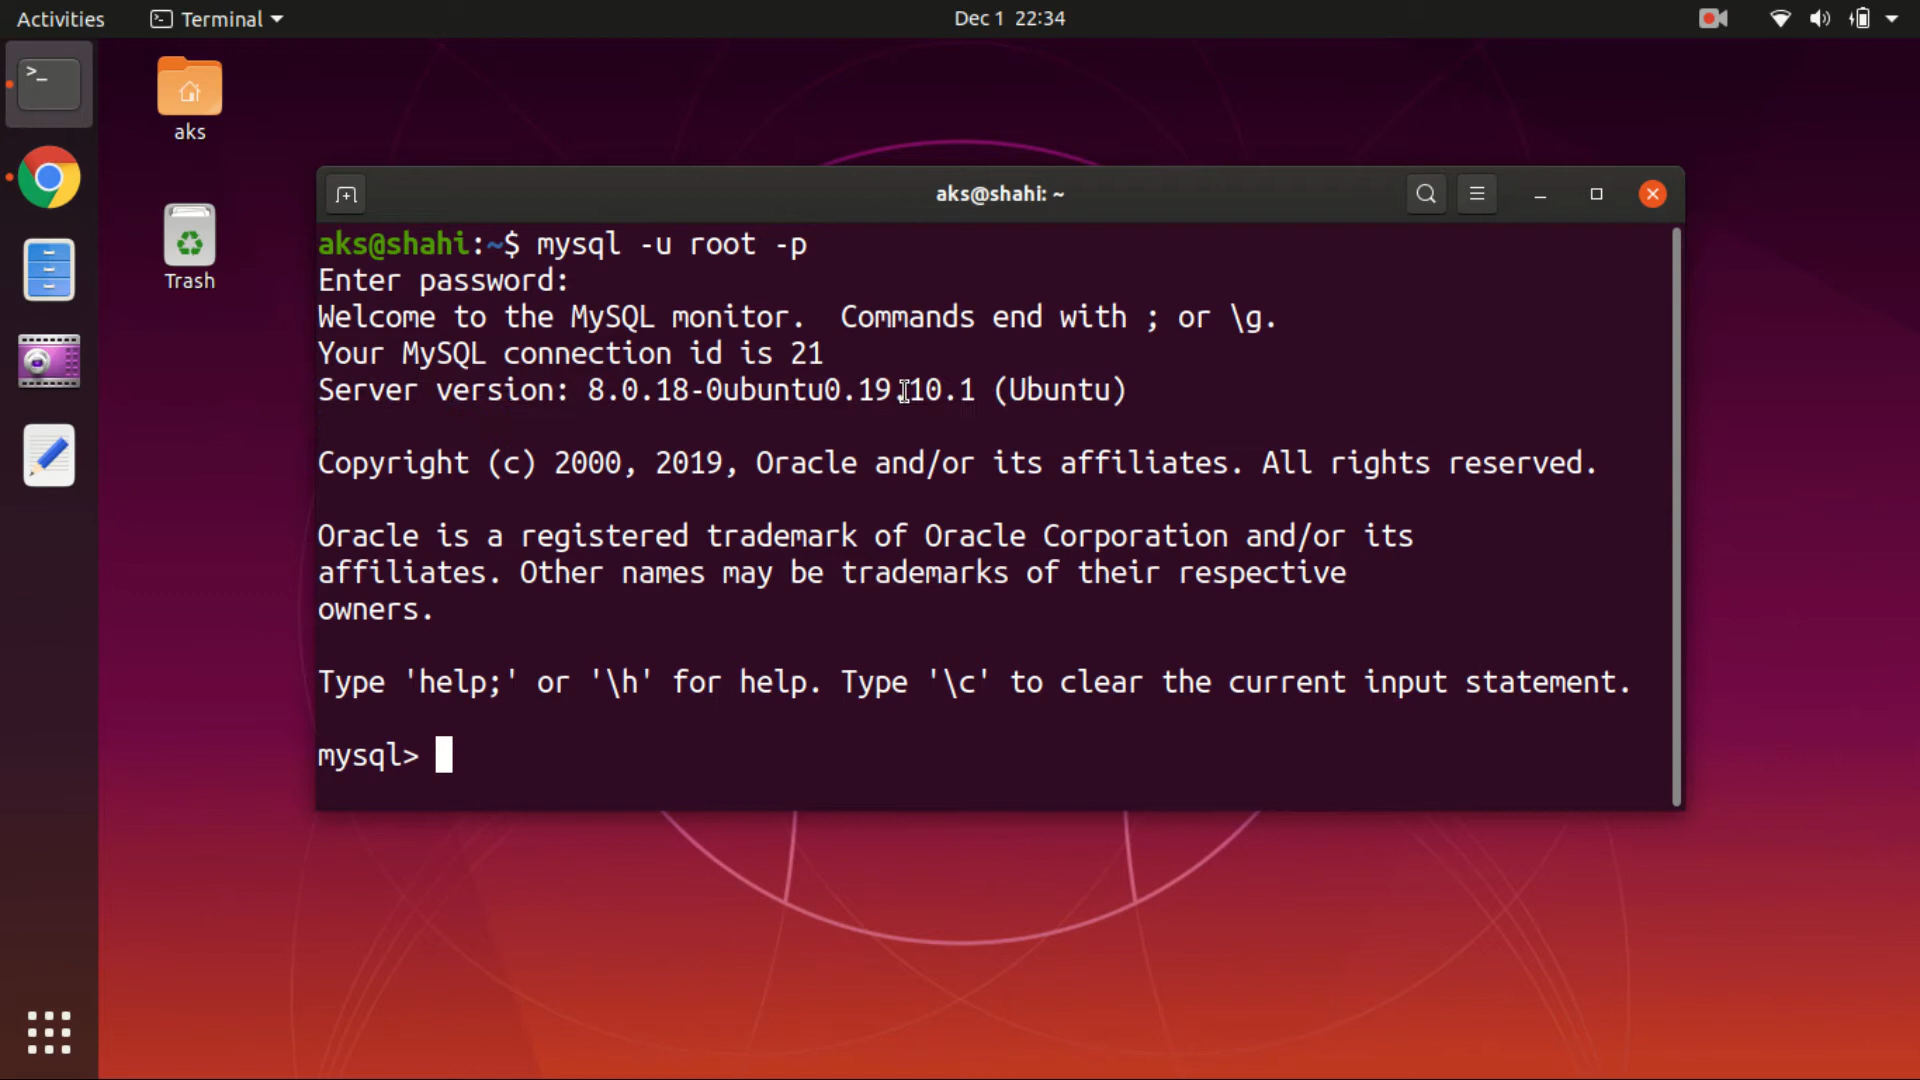 Activities Terminal Dec 1 22:34
aks
Trash
aks@shahi: ~
aks@shahi:~$ mysql -u root -p
Enter password:
Welcome to the MySQL monitor.  Commands end with ; or \g.
Your MySQL connection id is 21
Server version: 8.0.18-0ubuntu0.19.10.1 (Ubuntu)
Copyright (c) 2000, 2019, Oracle and/or its affiliates. All rights reserved.
Oracle is a registered trademark of Oracle Corporation and/or its
affiliates. Other names may be trademarks of their respective
owners.
Type 'help;' or '\h' for help. Type '\c' to clear the current input statement.
mysql>